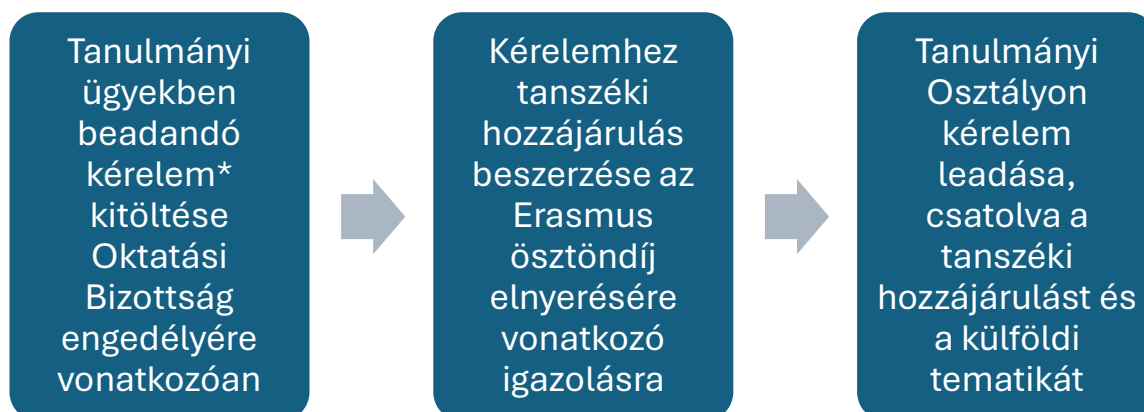 Tanulmányi
ügyekben
beadandó
kérelem*
kitöltése
Oktatási
Bizottság
engedélyére
vonatkozóan
Kérelemhez
tanszéki
hozzájárulás
beszerzése az
Erasmus
ösztöndíj
elnyerésére
vonatkozó
igazolásra
Tanulmányi
Osztályon
kérelem
leadása,
csatolva a
tanszéki
hozzájárulást és
a külföldi
tematikát